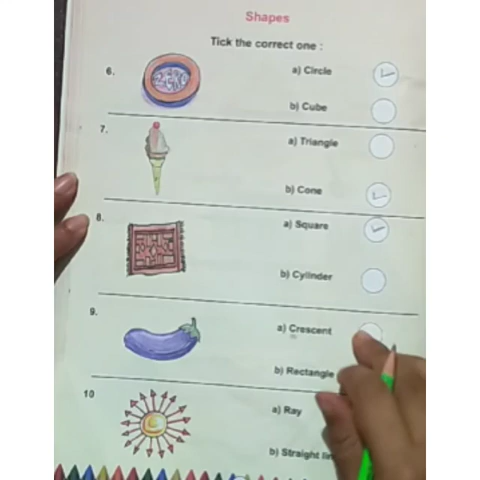 Shapes
Tick the correct one :
6.
a) Circle
b) Cube
7.
a) Triangle
b) Cone
8.
a) Square
b) Cylinder
9.
a) Crescent
b) Rectangle
10
a) Ray
b) Straight